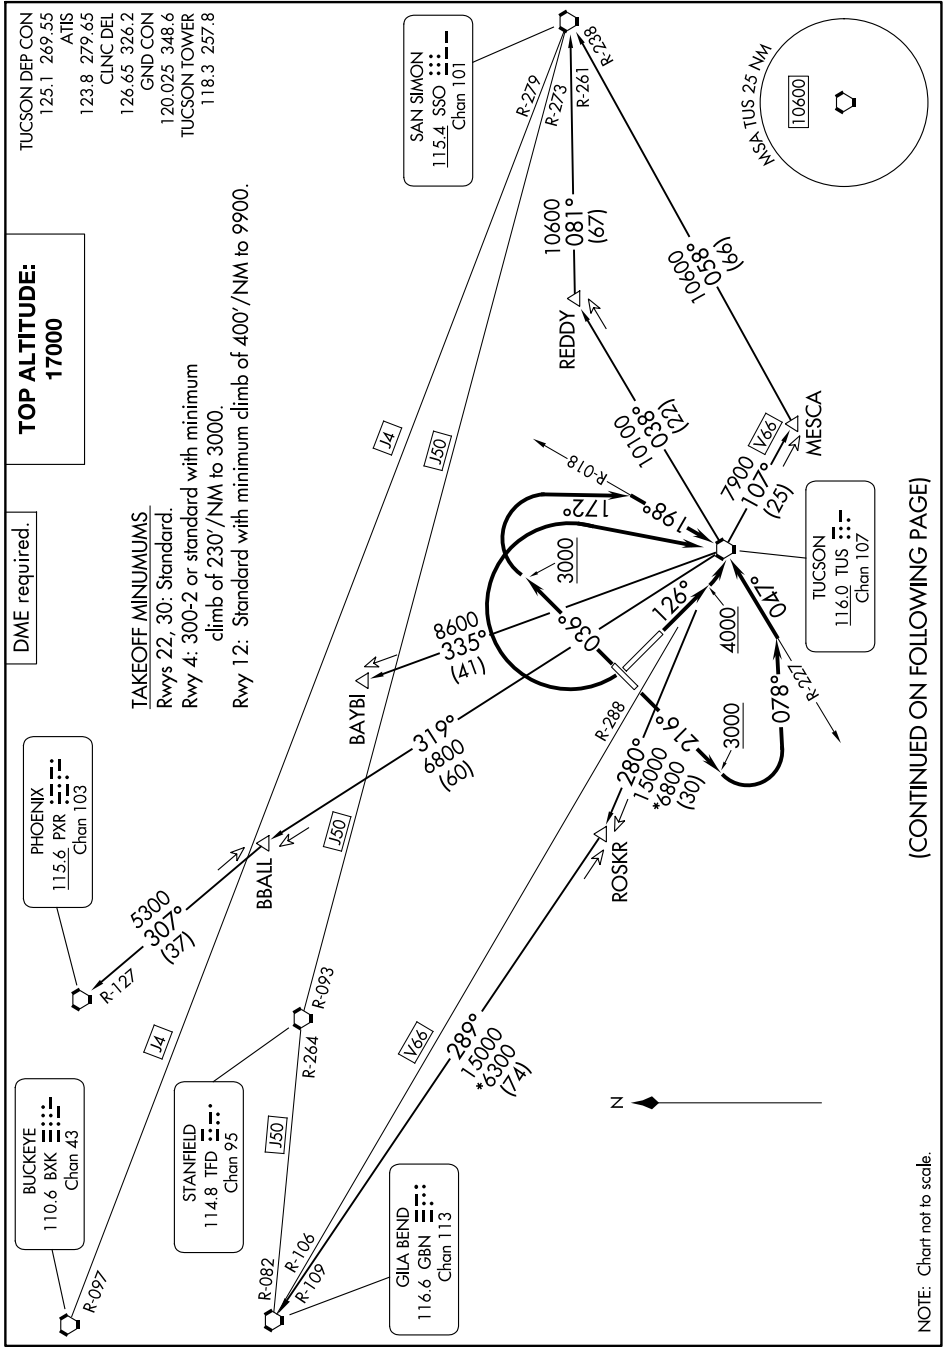 TUCSON DEP CON
125.1 269.55
ATIS
123.8 279.65
CLNC DEL
126.65 326.2
GND CON
120.025 348.6
TUCSON TOWER
118.3 257.8
TOP ALTITUDE:
17000
DME required.
TAKEOFF MINUMUMS
Rwys 22, 30: Standard.
Rwy 4: 300-2 or standard with minimum
climb of 230'/NM to 3000.
Rwy 12: Standard with minimum climb of 400'/NM to 9900.
PHOENIX
115.6 PXR
Chan 103
BUCKEYE
110.6 BXK
Chan 43
STANFIELD
114.8 TFD
Chan 95
GILA BEND
116.6 GBN
Chan 113
SAN SIMON
115.4 SSO
Chan 101
TUCSON
116.0 TUS
Chan 107
MSA TUS 25 NM
10600
R-097
J4
J4
R-279
R-127
5300
307°
(37)
BBALL
319°
6800
(60)
R-264
R-093
J50
J50
J50
R-273
R-082
R-106
R-109
V66
R-288
289°
15000
*6300
(74)
ROSKR
280°
15000
*6800
(30)
BAYBI
8600
335°
(41)
036°
3000
172°
198°
R-018
126°
4000
216°
3000
078°
047°
R-227
10100
038°
(22)
REDDY
10600
081°
(67)
R-261
R-238
7900
107°
(25)
V66
MESCA
10600
058°
(66)
N
(CONTINUED ON FOLLOWING PAGE)
NOTE: Chart not to scale.